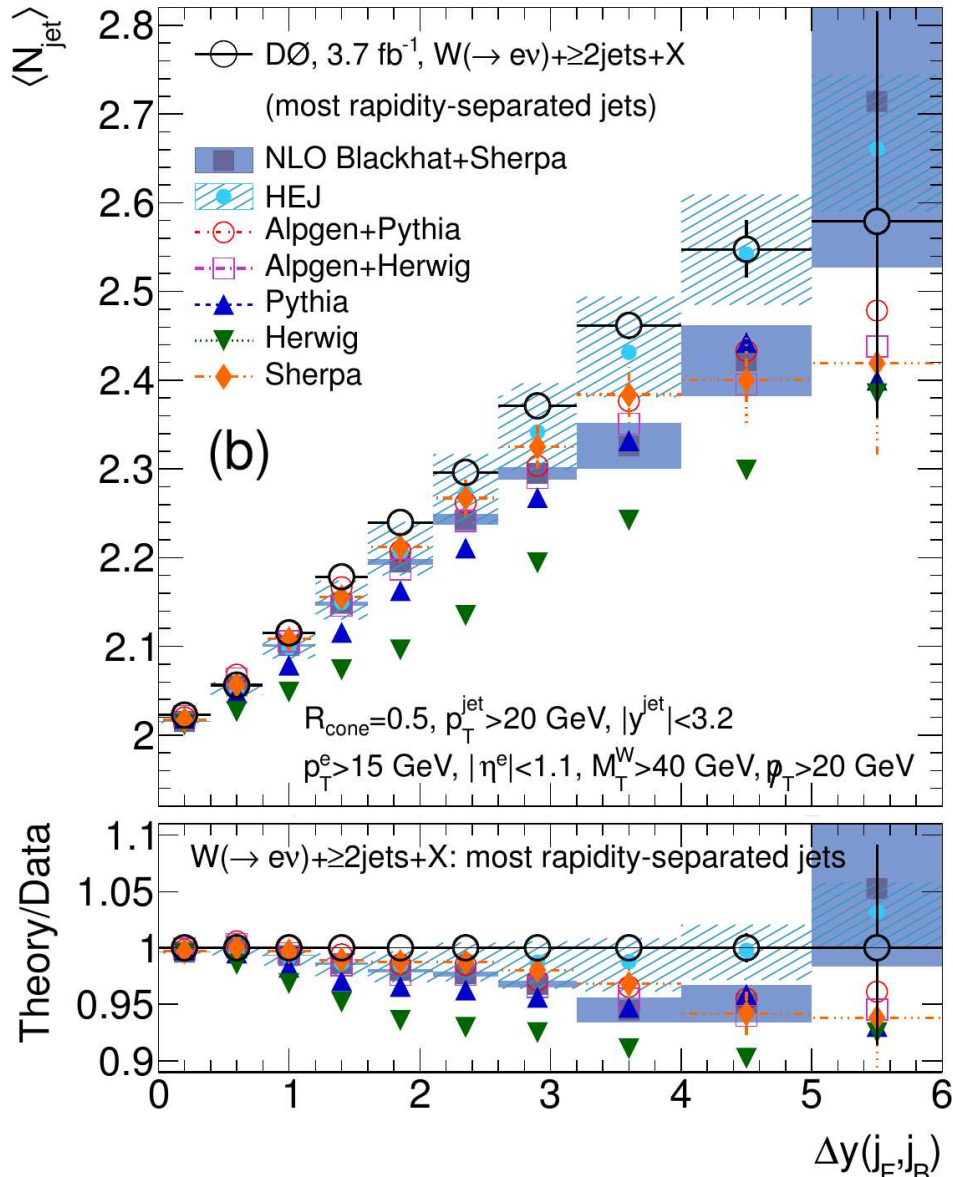 ⟨N_jet⟩
2.8
2.7
2.6
2.5
2.4
2.3
2.2
2.1
2
DØ, 3.7 fb⁻¹, W(→ eν)+≥2jets+X
(most rapidity-separated jets)
NLO Blackhat+Sherpa
HEJ
Alpgen+Pythia
Alpgen+Herwig
Pythia
Herwig
Sherpa
(b)
R_cone=0.5, p_T^jet>20 GeV, |y^jet|<3.2
p_T^e>15 GeV, |η^e|<1.1, M_T^W>40 GeV, p̸_T>20 GeV
Theory/Data
1.1
1.05
1
0.95
0.9
W(→ eν)+≥2jets+X: most rapidity-separated jets
0 1 2 3 4 5 6
Δy(j_F,j_B)